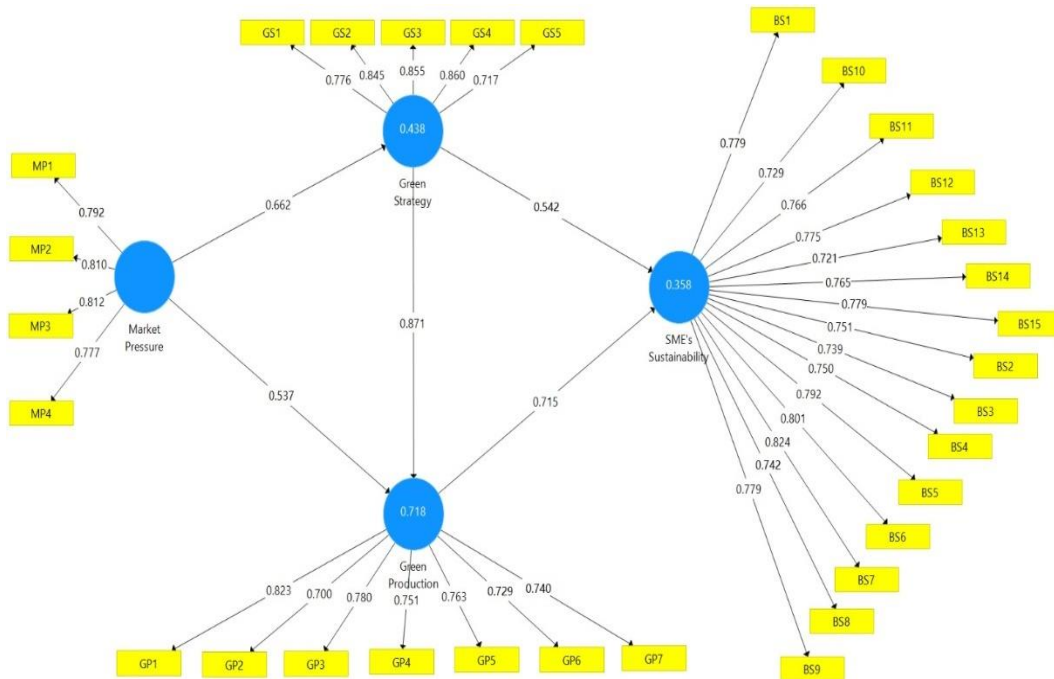 GS1
GS2
GS3
GS4
GS5
0.776
0.845
0.855
0.860
0.717
0.438
Green
Strategy
MP1
MP2
MP3
MP4
0.792
0.810
0.812
0.777
Market
Pressure
0.662
0.537
0.871
0.542
0.715
0.358
SME's
Sustainability
BS1
BS10
BS11
BS12
BS13
BS14
BS15
BS2
BS3
BS4
BS5
BS6
BS7
BS8
BS9
0.779
0.729
0.766
0.775
0.721
0.765
0.779
0.751
0.739
0.750
0.792
0.801
0.824
0.742
0.779
0.718
Green
Production
0.823
0.700
0.780
0.751
0.763
0.729
0.740
GP1
GP2
GP3
GP4
GP5
GP6
GP7